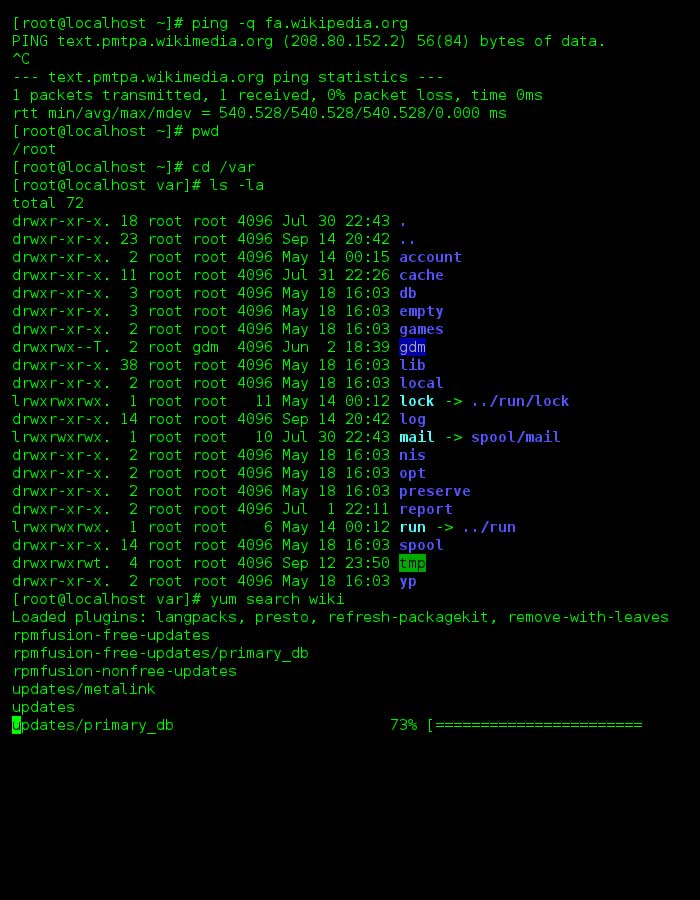 [root@localhost ~]# ping -q fa.wikipedia.org
PING text.pmtpa.wikimedia.org (208.80.152.2) 56(84) bytes of data.
^C
--- text.pmtpa.wikimedia.org ping statistics ---
1 packets transmitted, 1 received, 0% packet loss, time 0ms
rtt min/avg/max/mdev = 540.528/540.528/540.528/0.000 ms
[root@localhost ~]# pwd
/root
[root@localhost ~]# cd /var
[root@localhost var]# ls -la
total 72
drwxr-xr-x. 18 root root 4096 Jul 30 22:43 .
drwxr-xr-x. 23 root root 4096 Sep 14 20:42 ..
drwxr-xr-x.  2 root root 4096 May 14 00:15 account
drwxr-xr-x. 11 root root 4096 Jul 31 22:26 cache
drwxr-xr-x.  3 root root 4096 May 18 16:03 db
drwxr-xr-x.  3 root root 4096 May 18 16:03 empty
drwxr-xr-x.  2 root root 4096 May 18 16:03 games
drwxrwx--T.  2 root gdm  4096 Jun  2 18:39 gdm
drwxr-xr-x. 38 root root 4096 May 18 16:03 lib
drwxr-xr-x.  2 root root 4096 May 18 16:03 local
lrwxrwxrwx.  1 root root   11 May 14 00:12 lock -> ../run/lock
drwxr-xr-x. 14 root root 4096 Sep 14 20:42 log
lrwxrwxrwx.  1 root root   10 Jul 30 22:43 mail -> spool/mail
drwxr-xr-x.  2 root root 4096 May 18 16:03 nis
drwxr-xr-x.  2 root root 4096 May 18 16:03 opt
drwxr-xr-x.  2 root root 4096 May 18 16:03 preserve
drwxr-xr-x.  2 root root 4096 Jul  1 22:11 report
lrwxrwxrwx.  1 root root    6 May 14 00:12 run -> ../run
drwxr-xr-x. 14 root root 4096 May 18 16:03 spool
drwxrwxrwt.  4 root root 4096 Sep 12 23:50 tmp
drwxr-xr-x.  2 root root 4096 May 18 16:03 yp
[root@localhost var]# yum search wiki
Loaded plugins: langpacks, presto, refresh-packagekit, remove-with-leaves
rpmfusion-free-updates
rpmfusion-free-updates/primary_db
rpmfusion-nonfree-updates
updates/metalink
updates
updates/primary_db                        73% [=======================